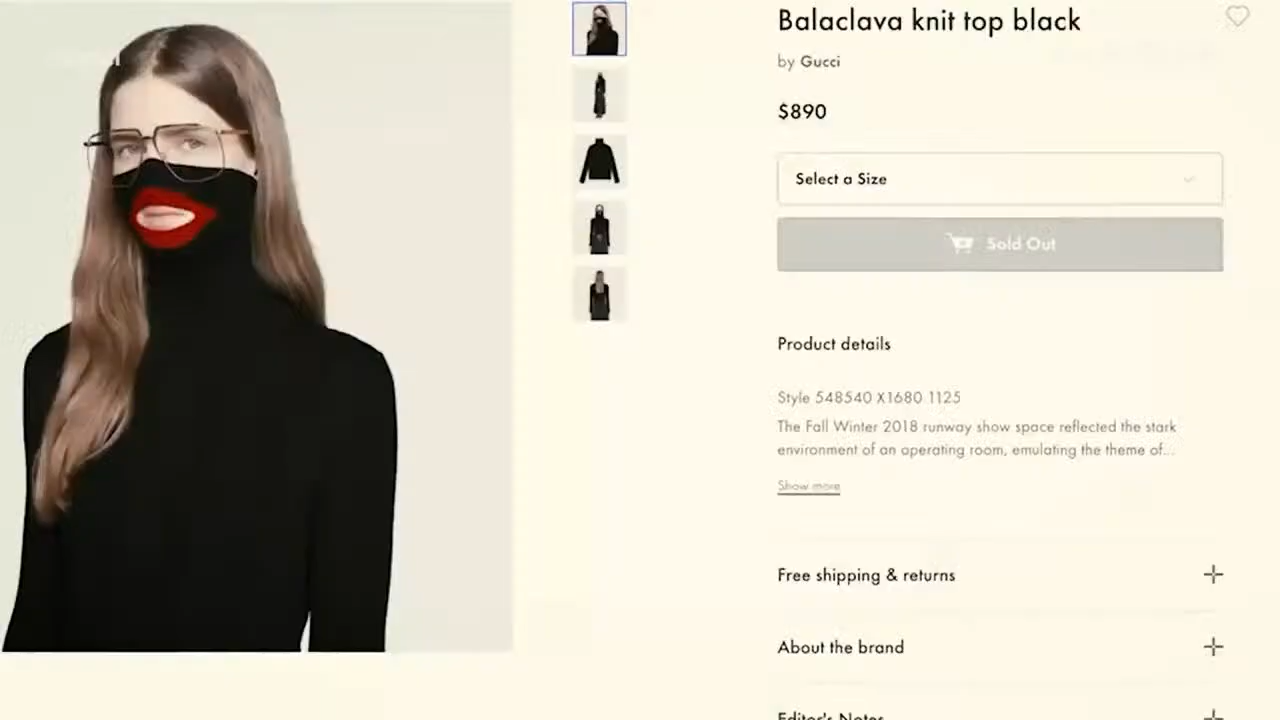 Balaclava knit top black
by Gucci
$890
Select a Size
Sold Out
Product details
Style 548540 X1680 1125
The Fall Winter 2018 runway show space reflected the stark
environment of an operating room, emulating the theme of...
Show more
Free shipping & returns
About the brand
Editor's Notes